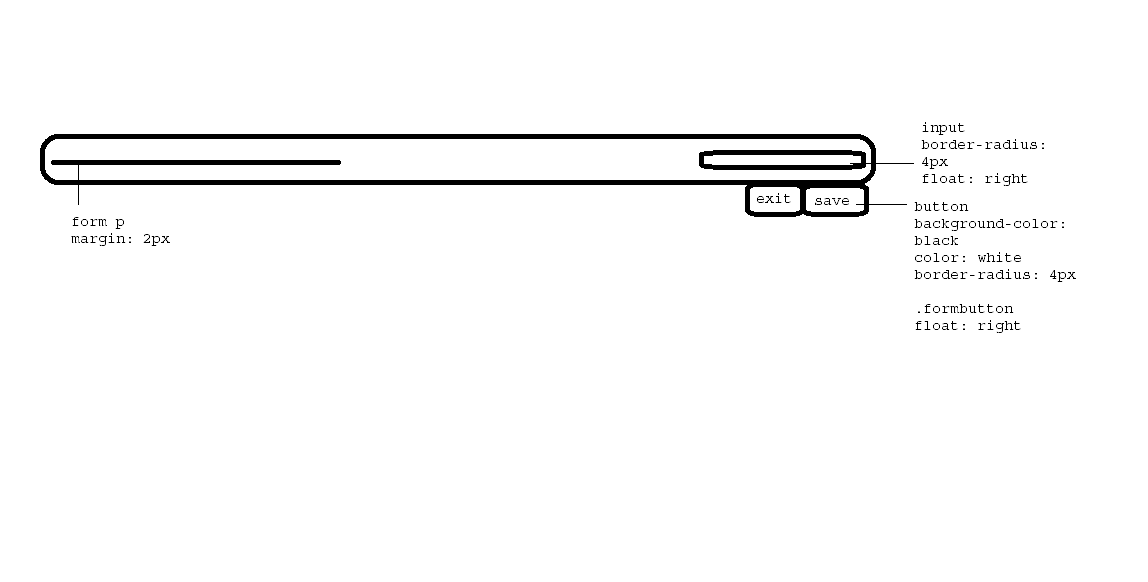 input
border-radius:
4px
float: right
exit
save
button
background-color:
black
color: white
border-radius: 4px
.formbutton
float: right
form p
margin: 2px